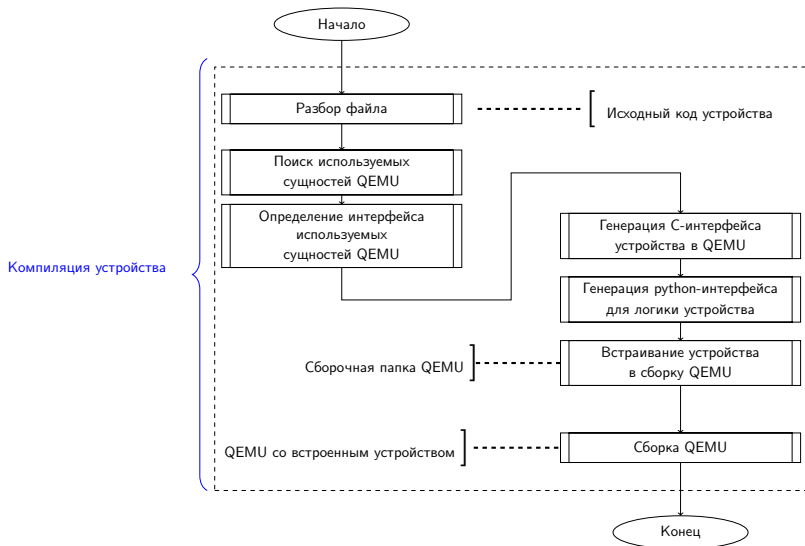 Начало
Разбор файла
Исходный код устройства
Поиск используемых
сущностей QEMU
Определение интерфейса
используемых
сущностей QEMU
Компиляция устройства
Генерация C-интерфейса
устройства в QEMU
Генерация python-интерфейса
для логики устройства
Сборочная папка QEMU
Встраивание устройства
в сборку QEMU
QEMU со встроенным устройством
Сборка QEMU
Конец